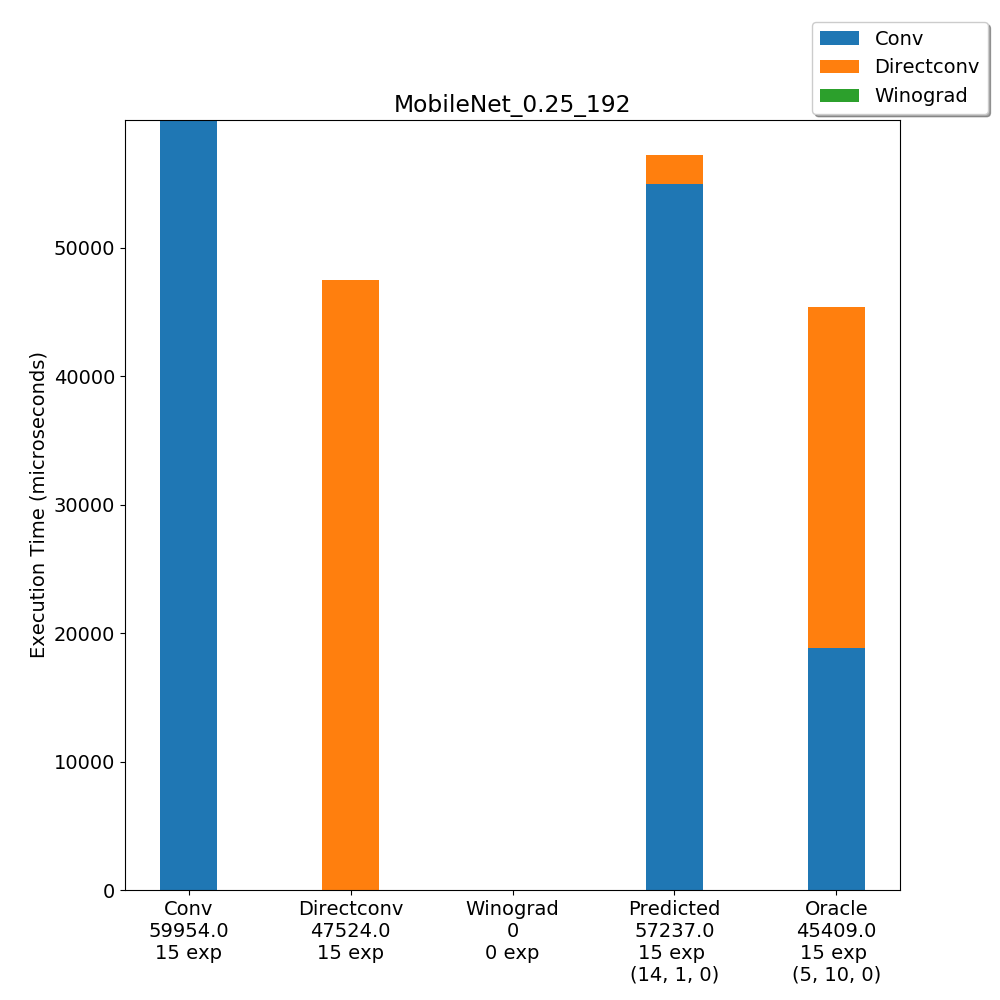 Conv
Directconv
Winograd
MobileNet_0.25_192
Execution Time (microseconds)
50000
40000
30000
20000
10000
0
Conv
59954.0
15 exp
Directconv
47524.0
15 exp
Winograd
0
0 exp
Predicted
57237.0
15 exp
(14, 1, 0)
Oracle
45409.0
15 exp
(5, 10, 0)